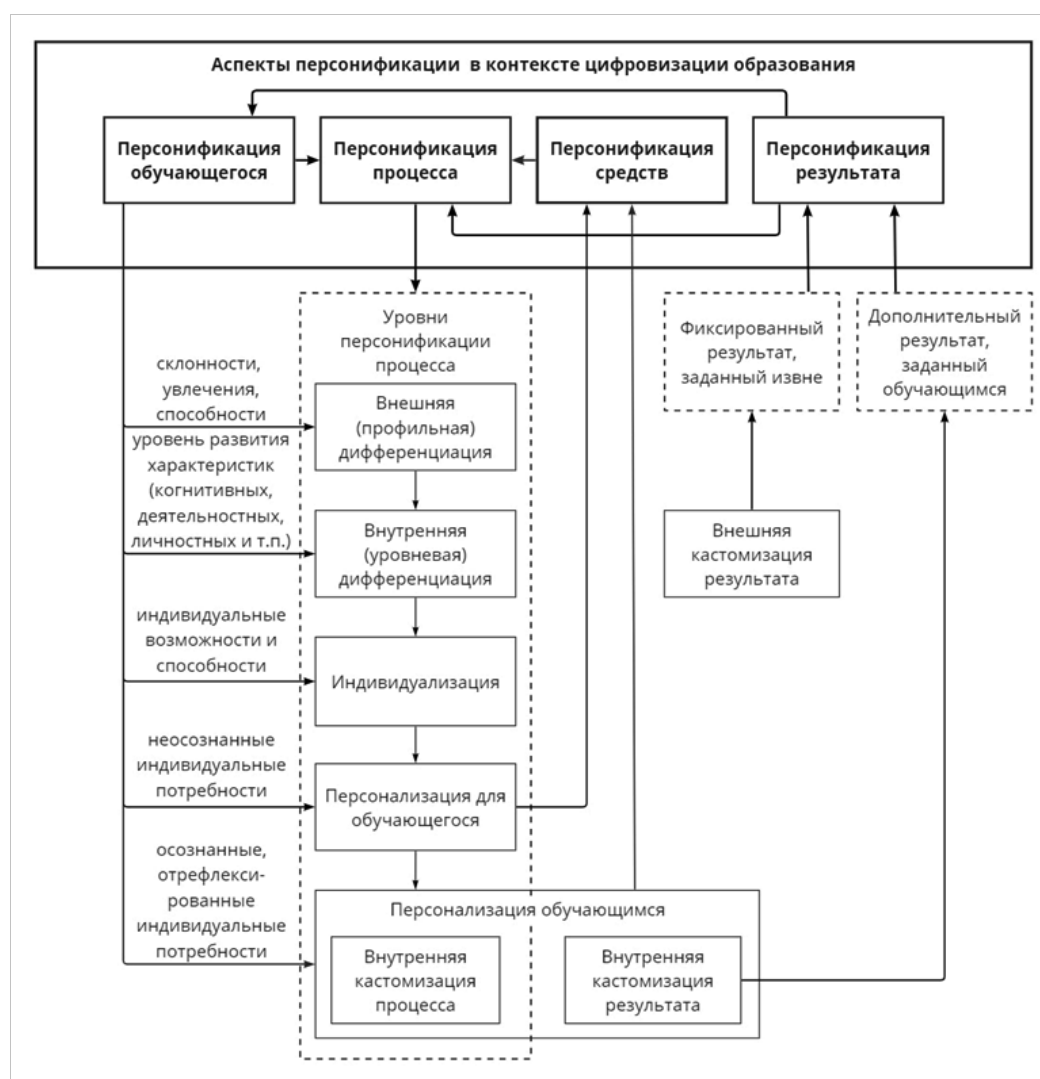 Аспекты персонификации в контексте цифровизации образования
Персонификация
обучающегося
Персонификация
процесса
Персонификация
средств
Персонификация
результата
Уровни
персонификации
процесса
Фиксированный
результат,
заданный извне
Дополнительный
результат,
заданный
обучающимся
склонности,
увлечения,
способности
Внешняя
(профильная)
дифференциация
уровень развития
характеристик
(когнитивных,
деятельностных,
личностных и т.п.)
Внутренняя
(уровневая)
дифференциация
Внешняя
кастомизация
результата
индивидуальные
возможности и
способности
Индивидуализация
неосознанные
индивидуальные
потребности
Персонализация для
обучающегося
осознанные,
отрефлекси-
рованные
индивидуальные
потребности
Персонализация обучающимся
Внутренняя
кастомизация
процесса
Внутренняя
кастомизация
результата